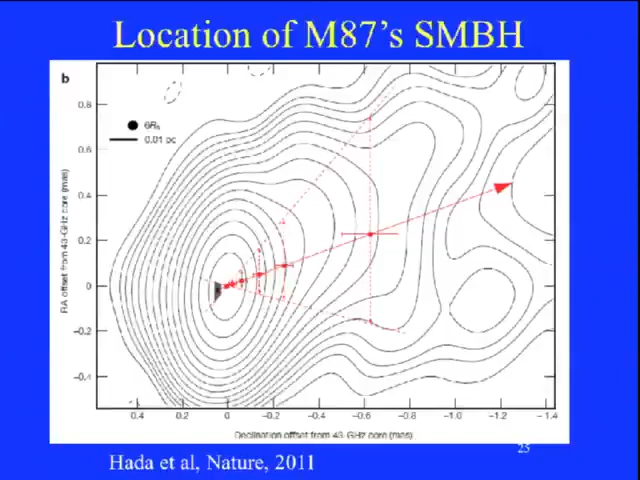 Location of M87's SMBH
b
0.8
6Rs
0.01 pc
0.6
0.4
0.2
0
−0.2
−0.4
RA offset from 43-GHz core (mas)
0.4 0.2 0 −0.2 −0.4 −0.6 −0.8 −1.0 −1.2 −1.4
Declination offset from 43-GHz core (mas)
25
Hada et al, Nature, 2011